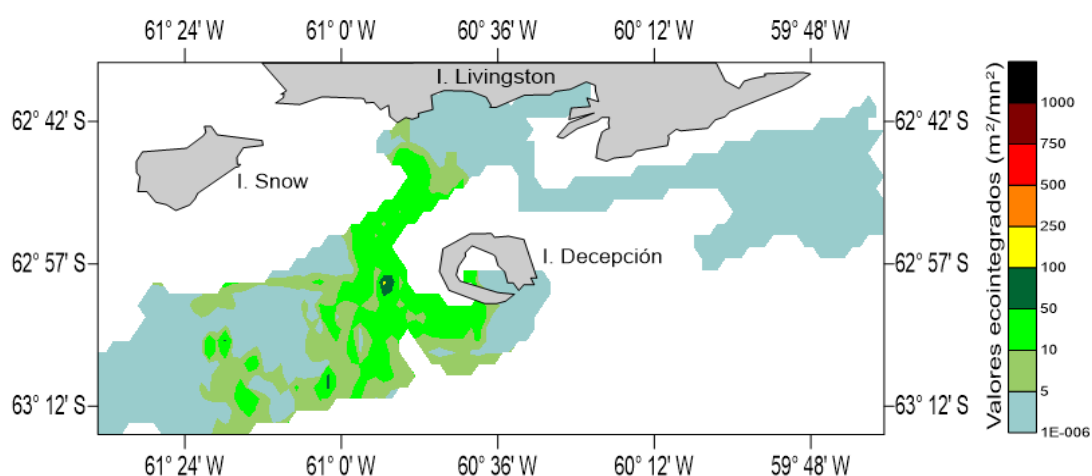 61° 24' W
61° 0' W
60° 36' W
60° 12' W
59° 48' W
I. Livingston
62° 42' S
62° 42' S
I. Snow
I. Decepción
62° 57' S
62° 57' S
63° 12' S
63° 12' S
61° 24' W
61° 0' W
60° 36' W
60° 12' W
59° 48' W
Valores ecointegrados (m²/mn²)
1000
750
500
250
100
50
10
5
1E-006